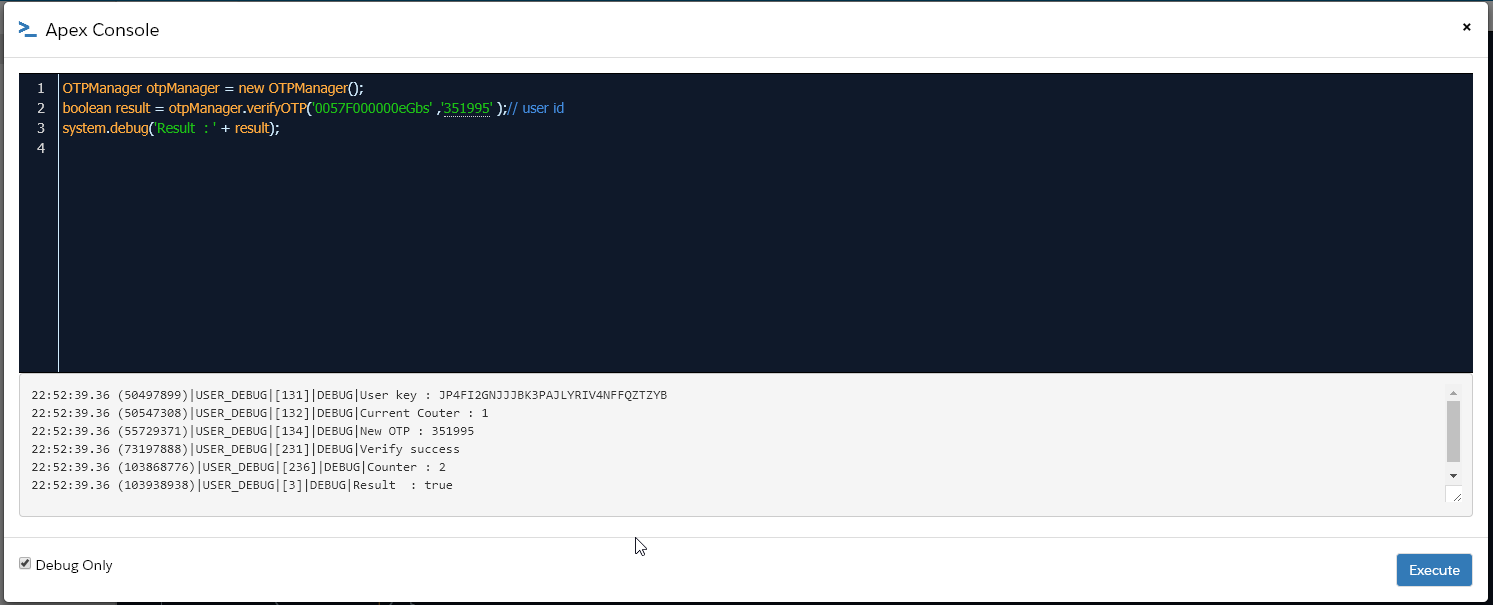 Apex Console
×
1 OTPManager otpManager = new OTPManager();
2 boolean result = otpManager.verifyOTP('0057F000000eGbs' ,'351995' );// user id
3 system.debug('Result  : ' + result);
4
22:52:39.36 (50497899)|USER_DEBUG|[131]|DEBUG|User key : JP4FI2GNJJJBK3PAJLYRIV4NFFQZTZYB
22:52:39.36 (50547308)|USER_DEBUG|[132]|DEBUG|Current Couter : 1
22:52:39.36 (55729371)|USER_DEBUG|[134]|DEBUG|New OTP : 351995
22:52:39.36 (73197888)|USER_DEBUG|[231]|DEBUG|Verify success
22:52:39.36 (103868776)|USER_DEBUG|[236]|DEBUG|Counter : 2
22:52:39.36 (103938938)|USER_DEBUG|[3]|DEBUG|Result  : true
Debug Only
Execute